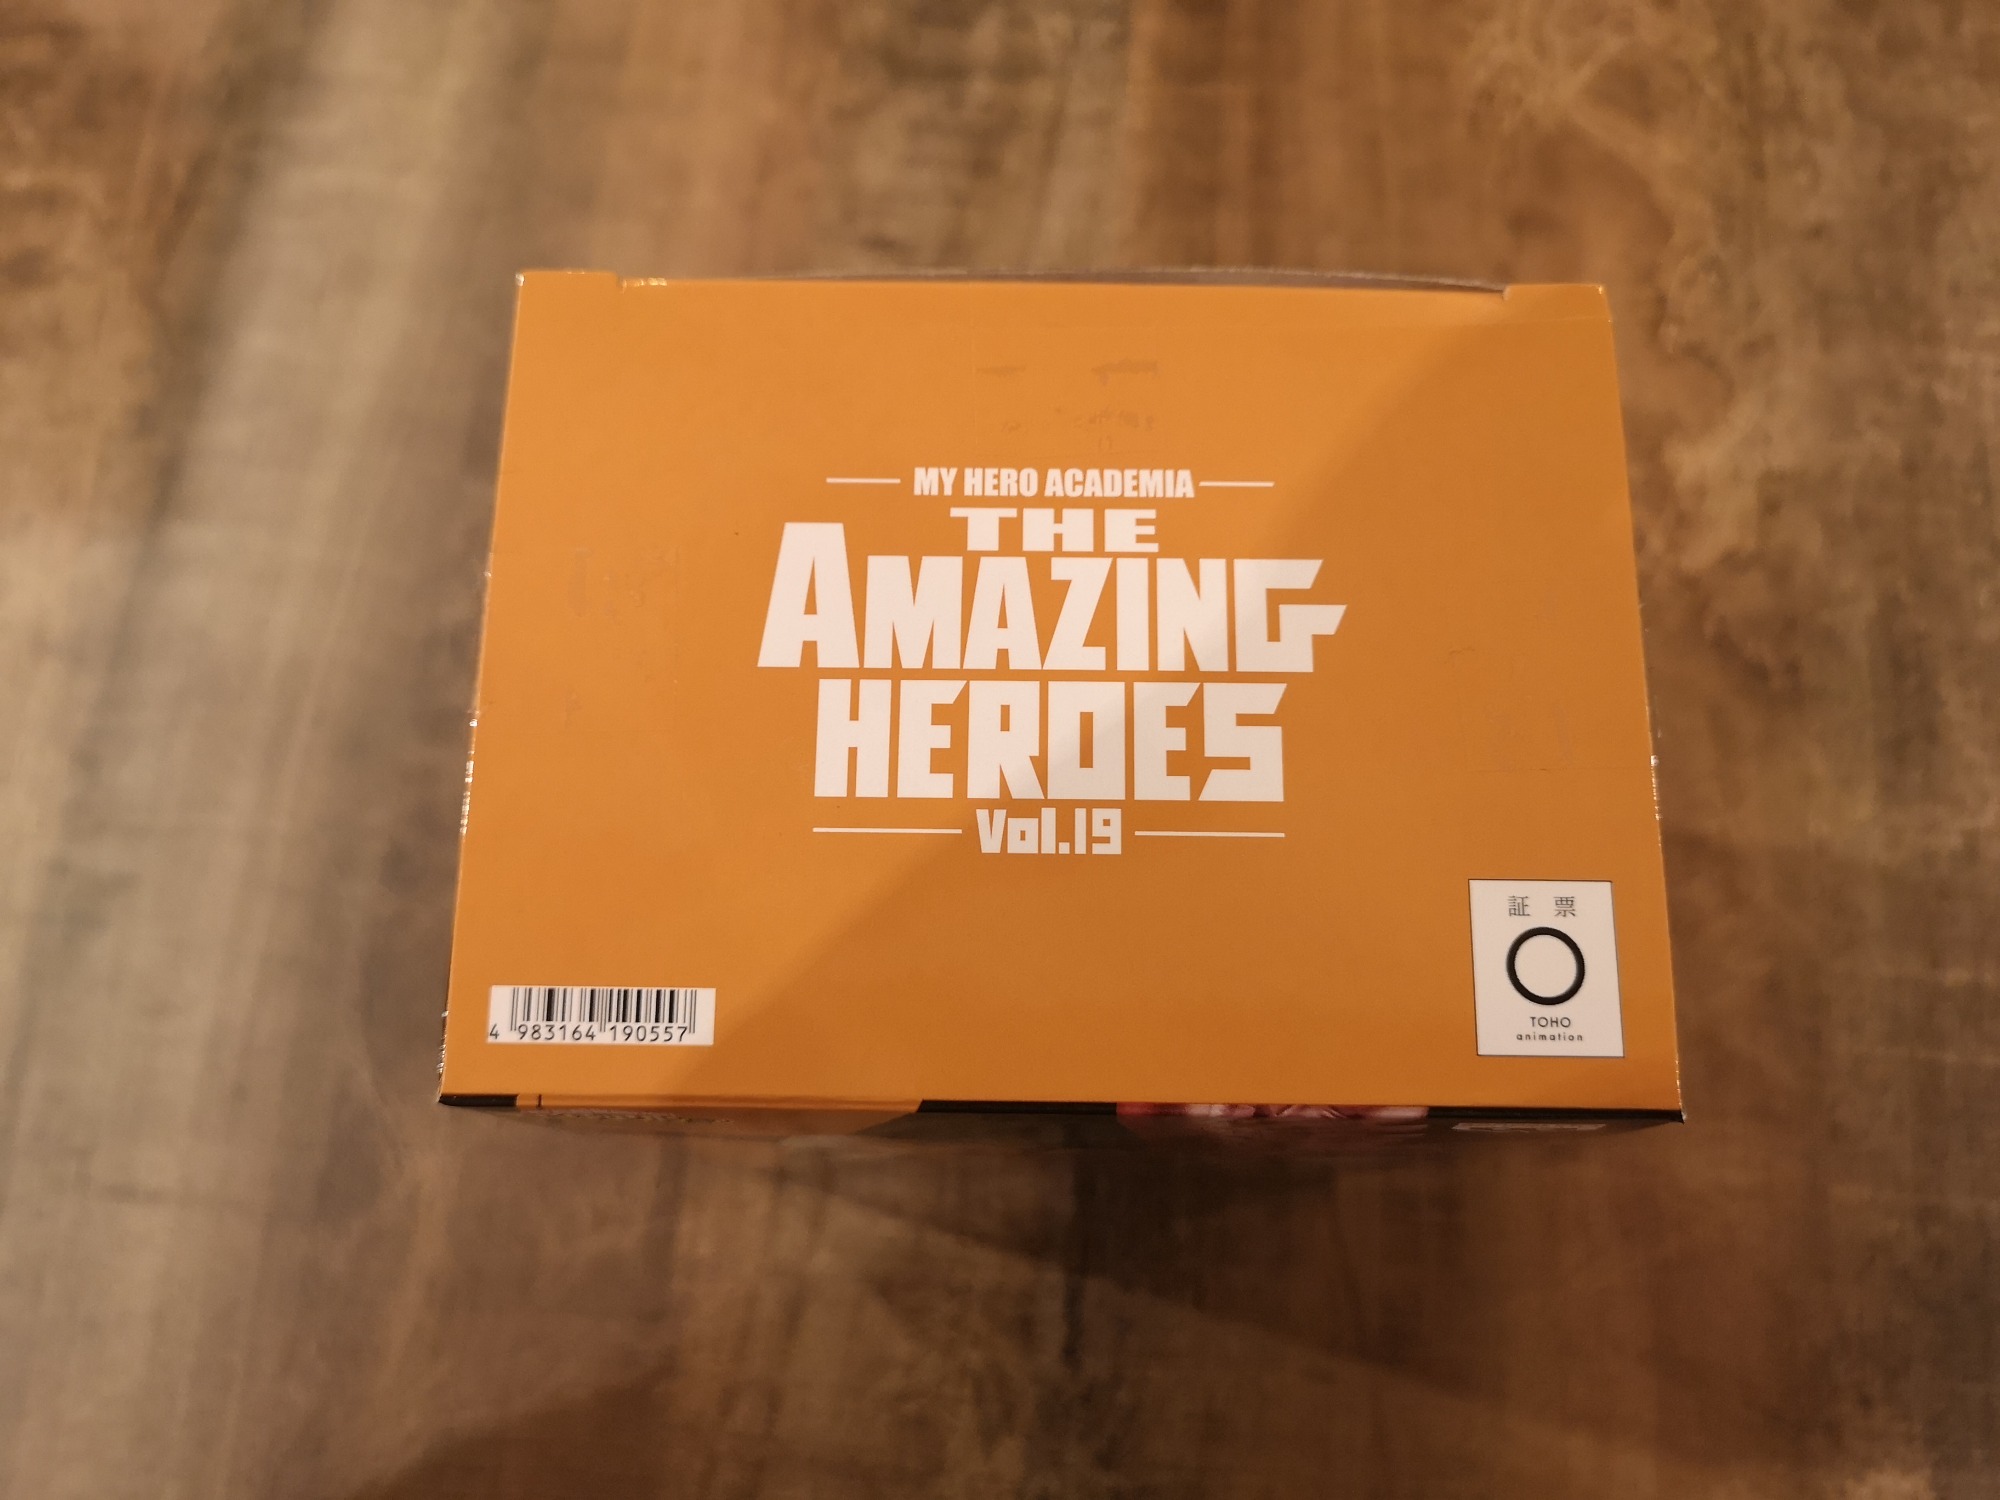 MY HERO ACADEMIA
THE
AMAZING
HEROES
Vol.19
証 票
TOHO
animation
4 983164 190557